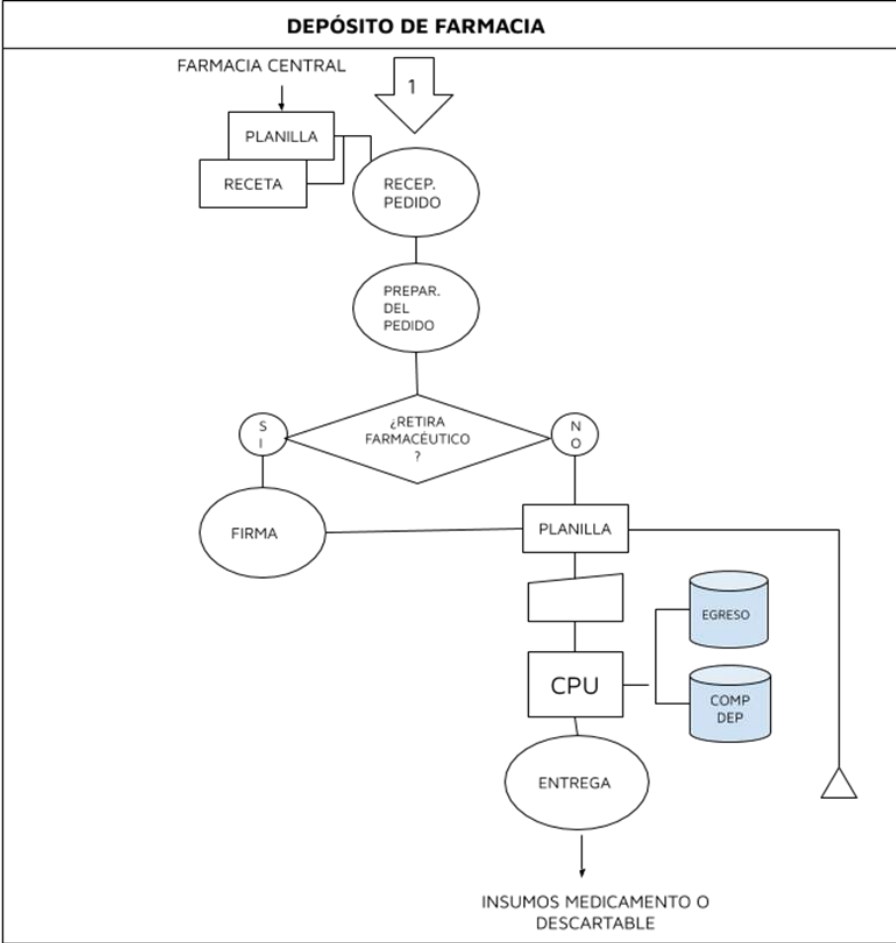 DEPÓSITO DE FARMACIA
FARMACIA CENTRAL
1
PLANILLA
RECETA
RECEP.
PEDIDO
PREPAR.
DEL
PEDIDO
¿RETIRA
FARMACÉUTICO
?
S
I
N
O
FIRMA
PLANILLA
EGRESO
CPU
COMP
DEP
ENTREGA
INSUMOS MEDICAMENTO O
DESCARTABLE